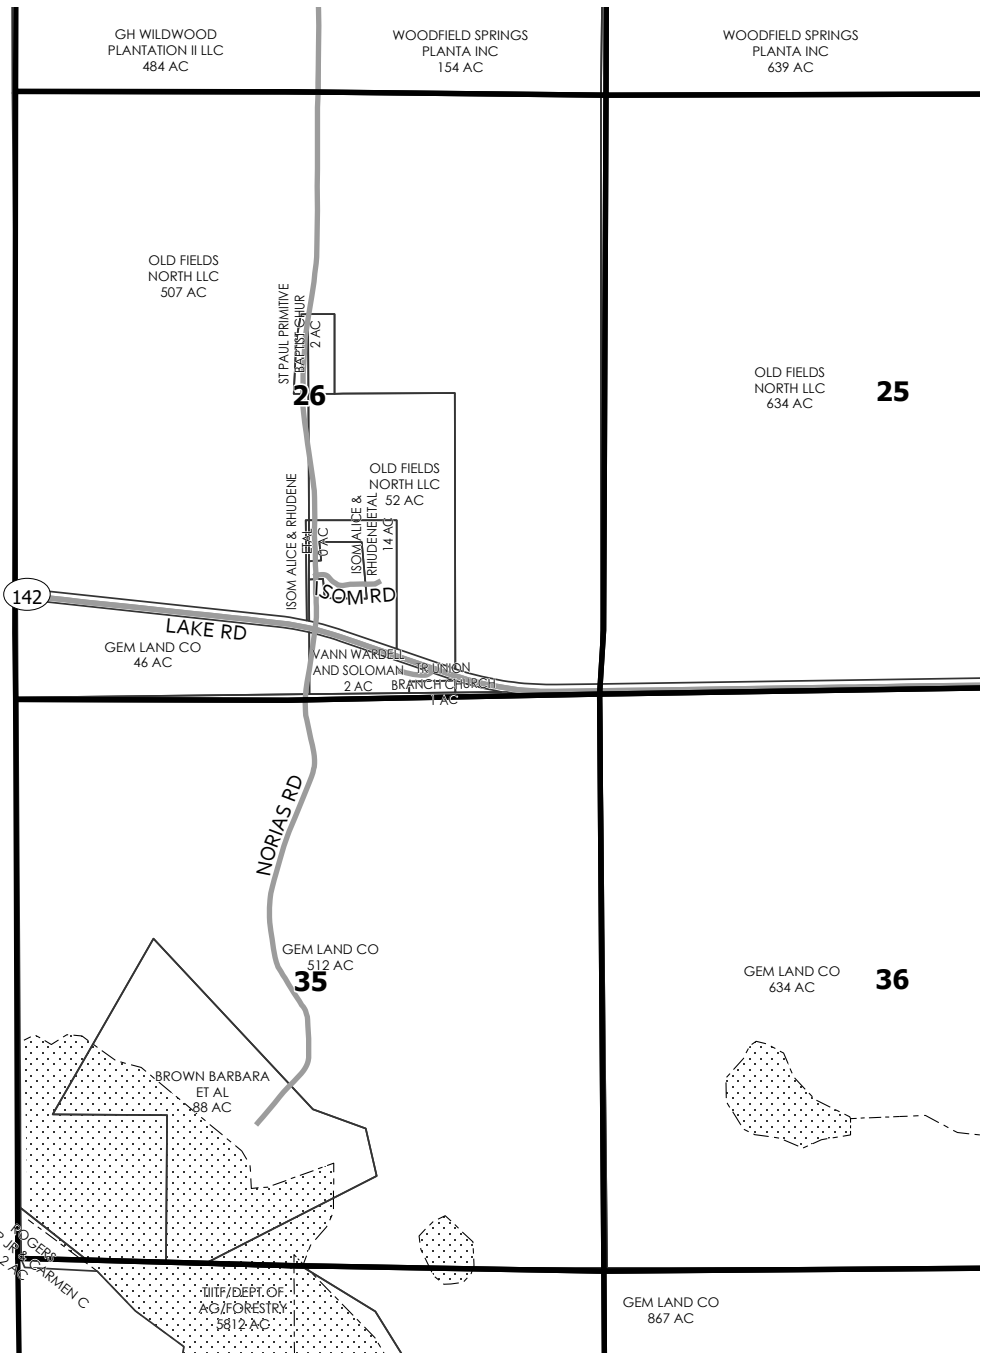 GH WILDWOOD
PLANTATION II LLC
484 AC
WOODFIELD SPRINGS
PLANTA INC
154 AC
WOODFIELD SPRINGS
PLANTA INC
639 AC
OLD FIELDS
NORTH LLC
507 AC
ST PAUL PRIMITIVE
BAPTIST CHUR
2 AC
26
OLD FIELDS
NORTH LLC
634 AC
25
OLD FIELDS
NORTH LLC
52 AC
ISOM ALICE & RHUDENE
ETAL
0 AC
ISOM ALICE &
RHUDENE ETAL
14 AC
ISOM RD
142
LAKE RD
GEM LAND CO
46 AC
VANN WARDELL
AND SOLOMAN
2 AC
TR UNION
BRANCH CHURCH
1 AC
NORIAS RD
GEM LAND CO
512 AC
35
GEM LAND CO
634 AC
36
BROWN BARBARA
ET AL
88 AC
ROGERS
JR & CARMEN C
2 AC
TIITF/DEPT OF
AG/FORESTRY
5812 AC
GEM LAND CO
867 AC